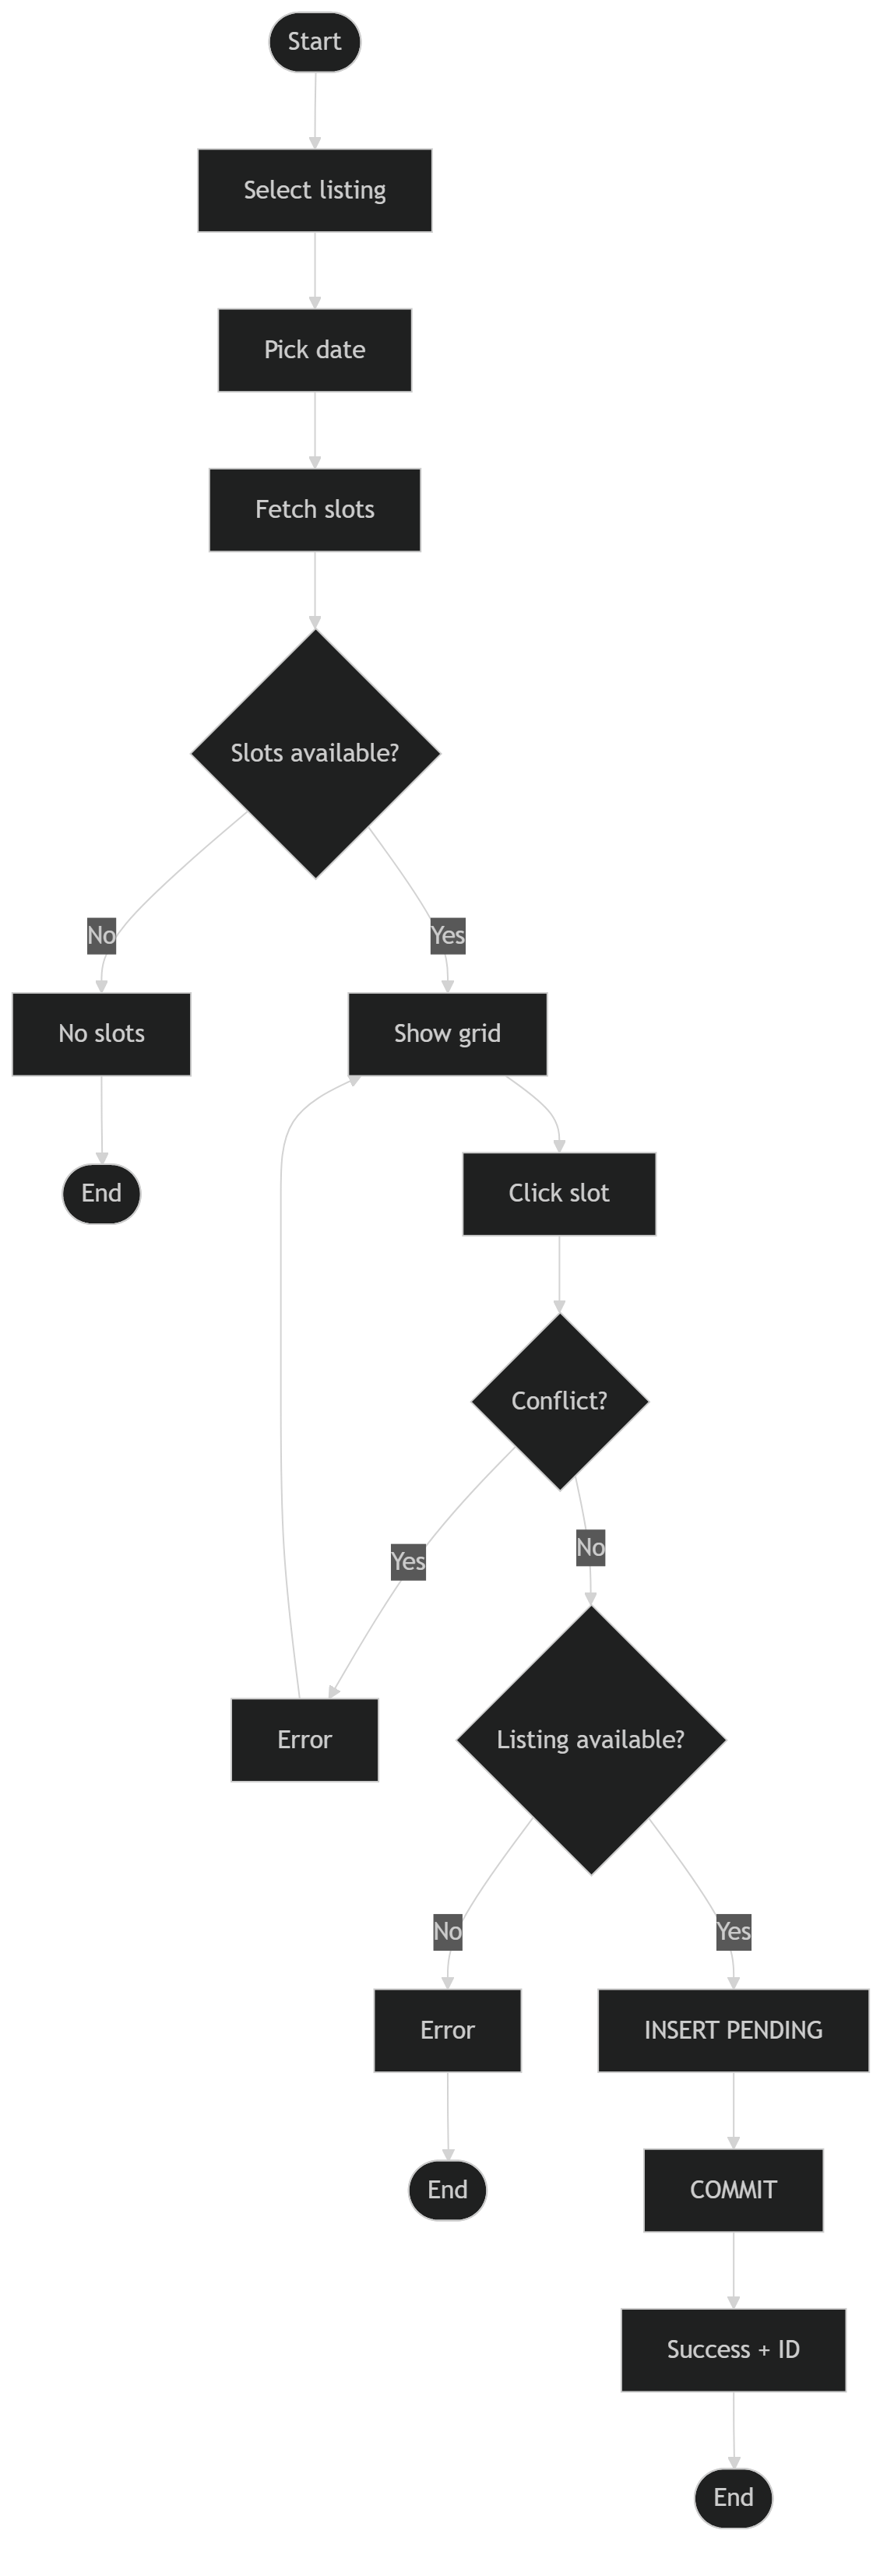 Start
Select listing
Pick date
Fetch slots
Slots available?
No
Yes
No slots
Show grid
End
Click slot
Conflict?
Yes
No
Error
Listing available?
No
Yes
Error
INSERT PENDING
End
COMMIT
Success + ID
End